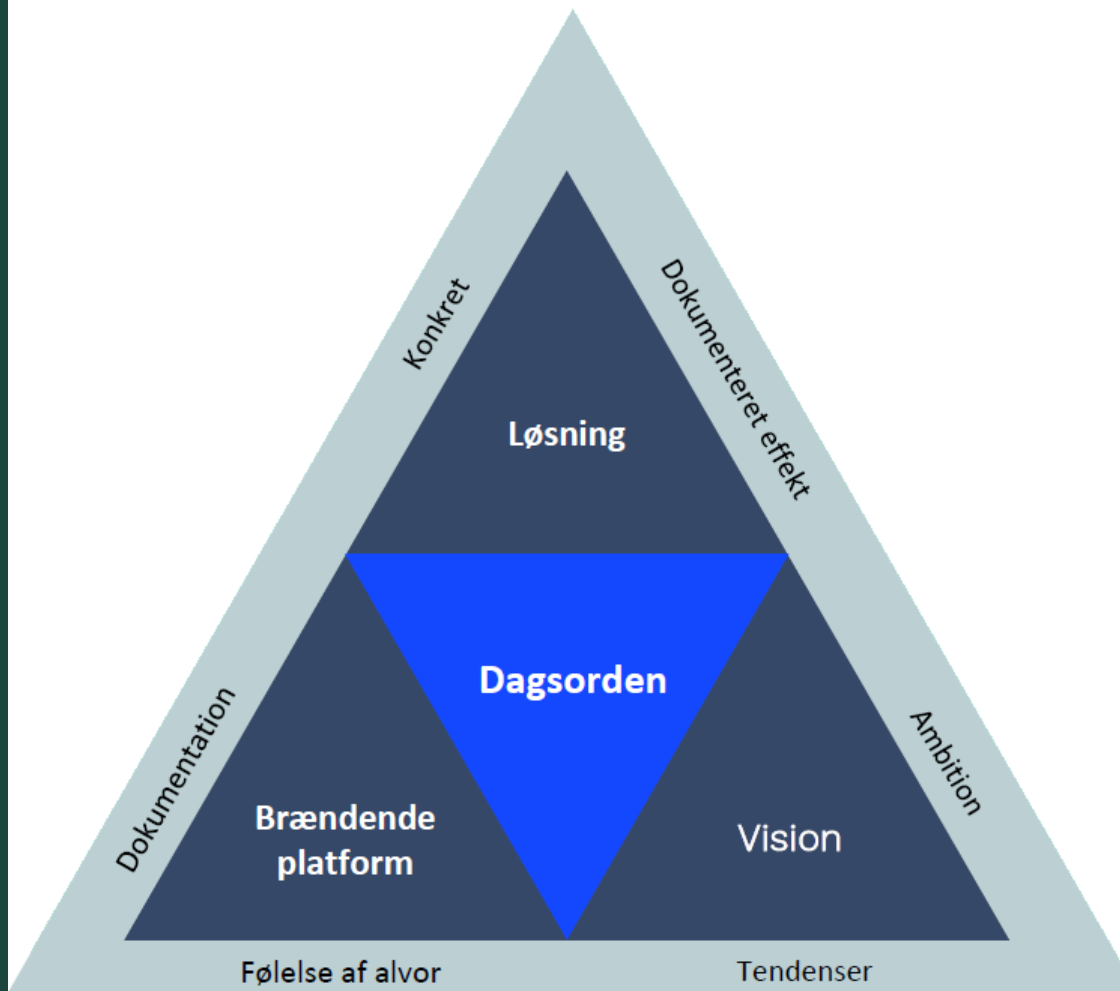 Konkret
Dokumenteret effekt
Løsning
Dagsorden
Dokumentation
Ambition
Brændende
platform
Vision
Følelse af alvor
Tendenser